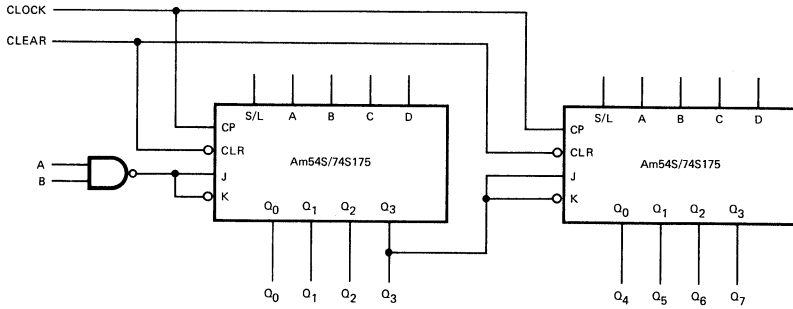 CLOCK
CLEAR
S/L A B C D
S/L A B C D
CP
CP
CLR
CLR
Am54S/74S175
Am54S/74S175
A
B
J
J
K
K
Q0 Q1 Q2 Q3
Q0 Q1 Q2 Q3
Q0 Q1 Q2 Q3
Q4 Q5 Q6 Q7